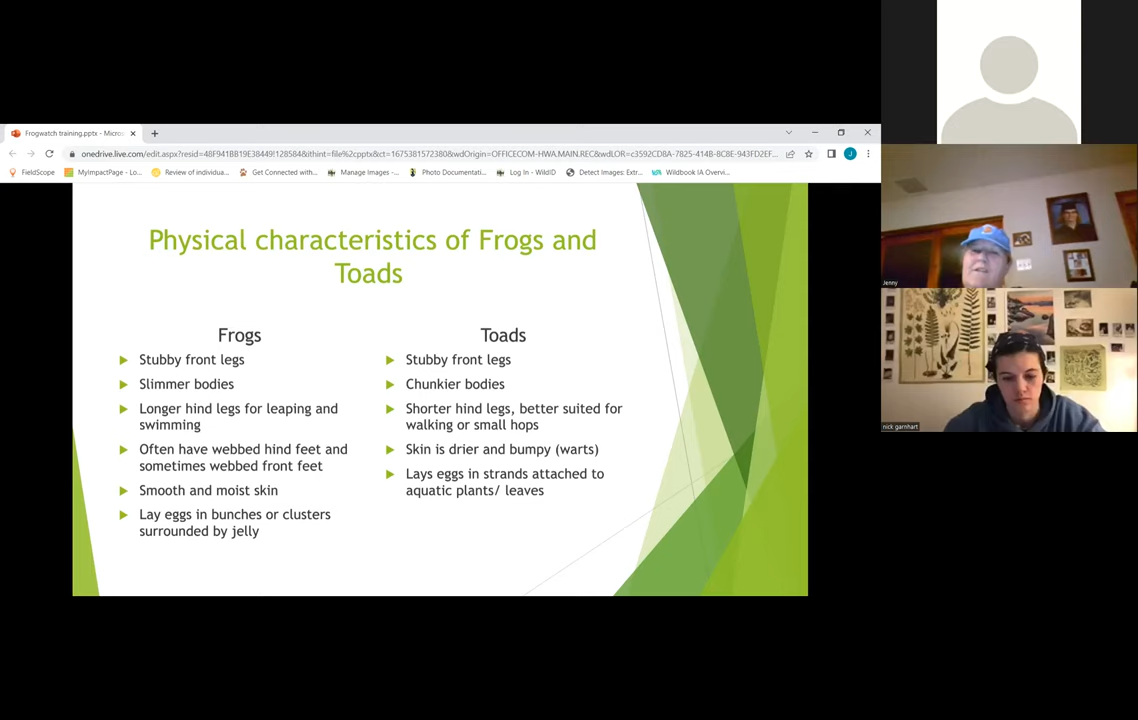 Frogwatch training.pptx - Micros
onedrive.live.com/edit.aspx?resid=48F941BB19E38449!128584&ithint=file%2cpptx&ct=1675381572380&wdOrigin=OFFICECOM-HWA.MAIN.REC&wdLOR=c3592CD8A-7825-414B-8C8E-943FD2EF...
FieldScope
MyImpactPage - Lo...
Review of individua...
Get Connected with...
Manage Images -...
Photo Documentati...
Log In - WildID
Detect Images: Extr...
Wildbook IA Overvi...
Physical characteristics of Frogs and
Toads
Frogs
Stubby front legs
Slimmer bodies
Longer hind legs for leaping and
swimming
Often have webbed hind feet and
sometimes webbed front feet
Smooth and moist skin
Lay eggs in bunches or clusters
surrounded by jelly
Toads
Stubby front legs
Chunkier bodies
Shorter hind legs, better suited for
walking or small hops
Skin is drier and bumpy (warts)
Lays eggs in strands attached to
aquatic plants/ leaves
Jenny
nick garnhart